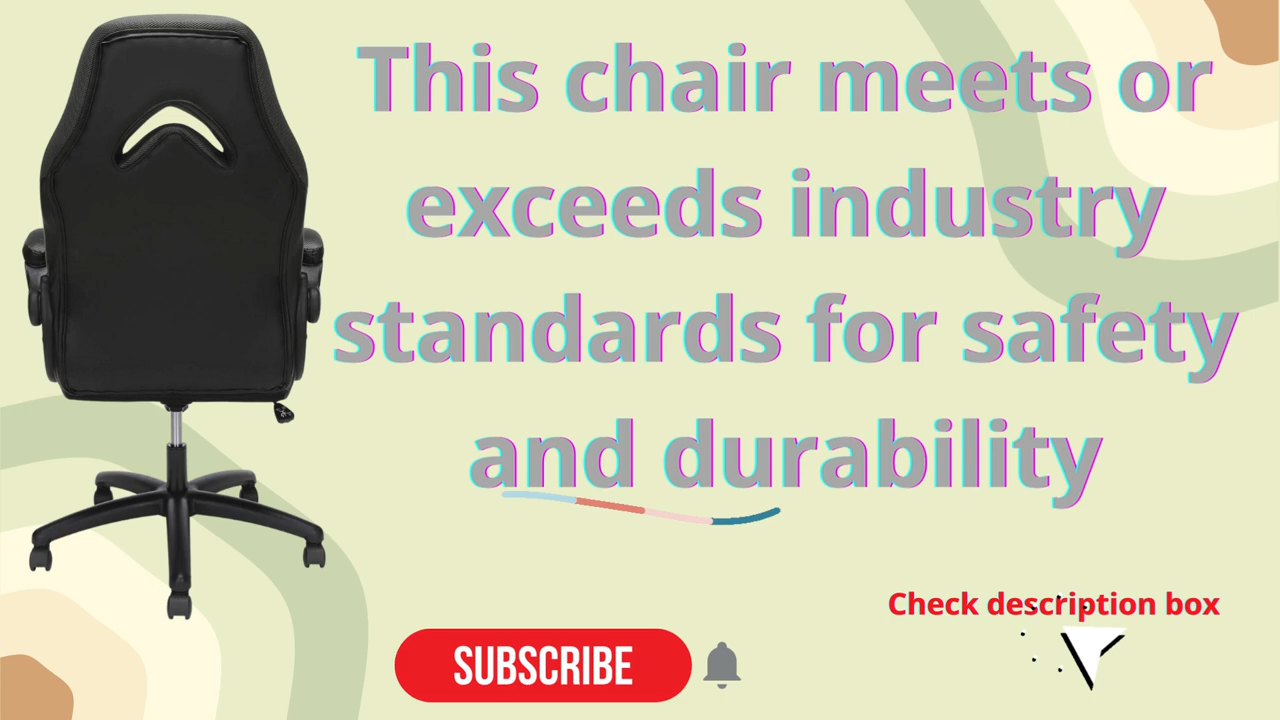 This chair meets or
exceeds industry
standards for safety
and durability
Check description box
SUBSCRIBE